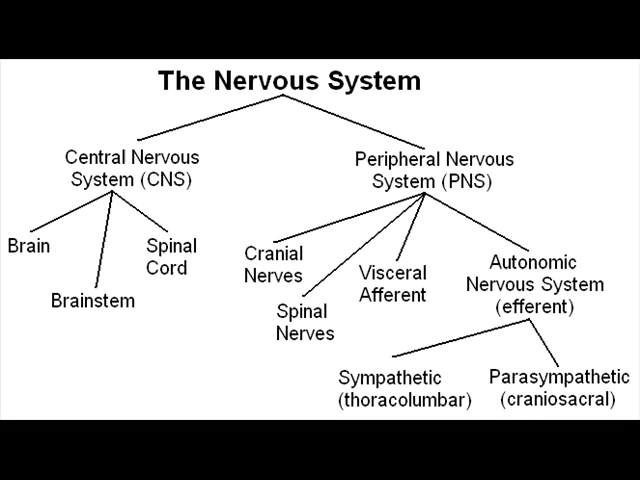 The Nervous System
Central Nervous
System (CNS)
Peripheral Nervous
System (PNS)
Brain
Brainstem
Spinal
Cord
Cranial
Nerves
Spinal
Nerves
Visceral
Afferent
Autonomic
Nervous System
(efferent)
Sympathetic
(thoracolumbar)
Parasympathetic
(craniosacral)